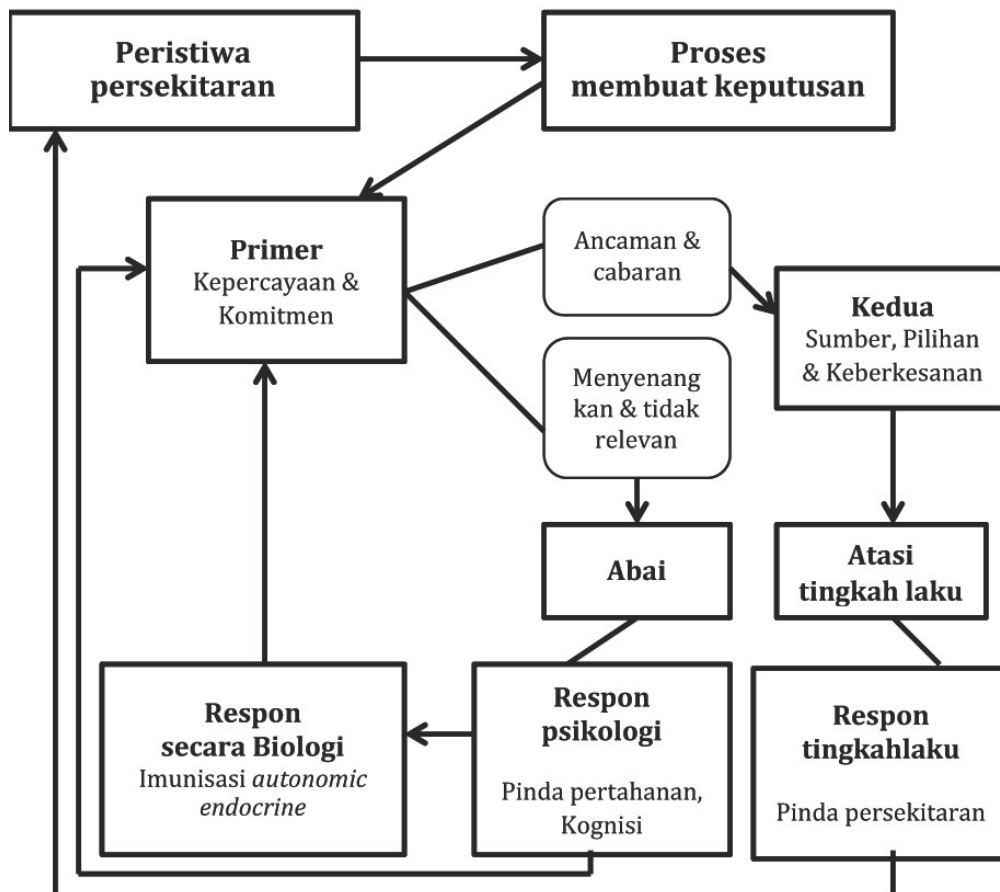 Peristiwa
persekitaran
Proses
membuat keputusan
Primer
Kepercayaan &
Komitmen
Ancaman &
cabaran
Kedua
Sumber, Pilihan
& Keberkesanan
Menyenang
kan & tidak
relevan
Abai
Atasi
tingkah laku
Respon
secara Biologi
Imunisasi autonomic
endocrine
Respon
psikologi
Pinda pertahanan,
Kognisi
Respon
tingkahlaku
Pinda persekitaran